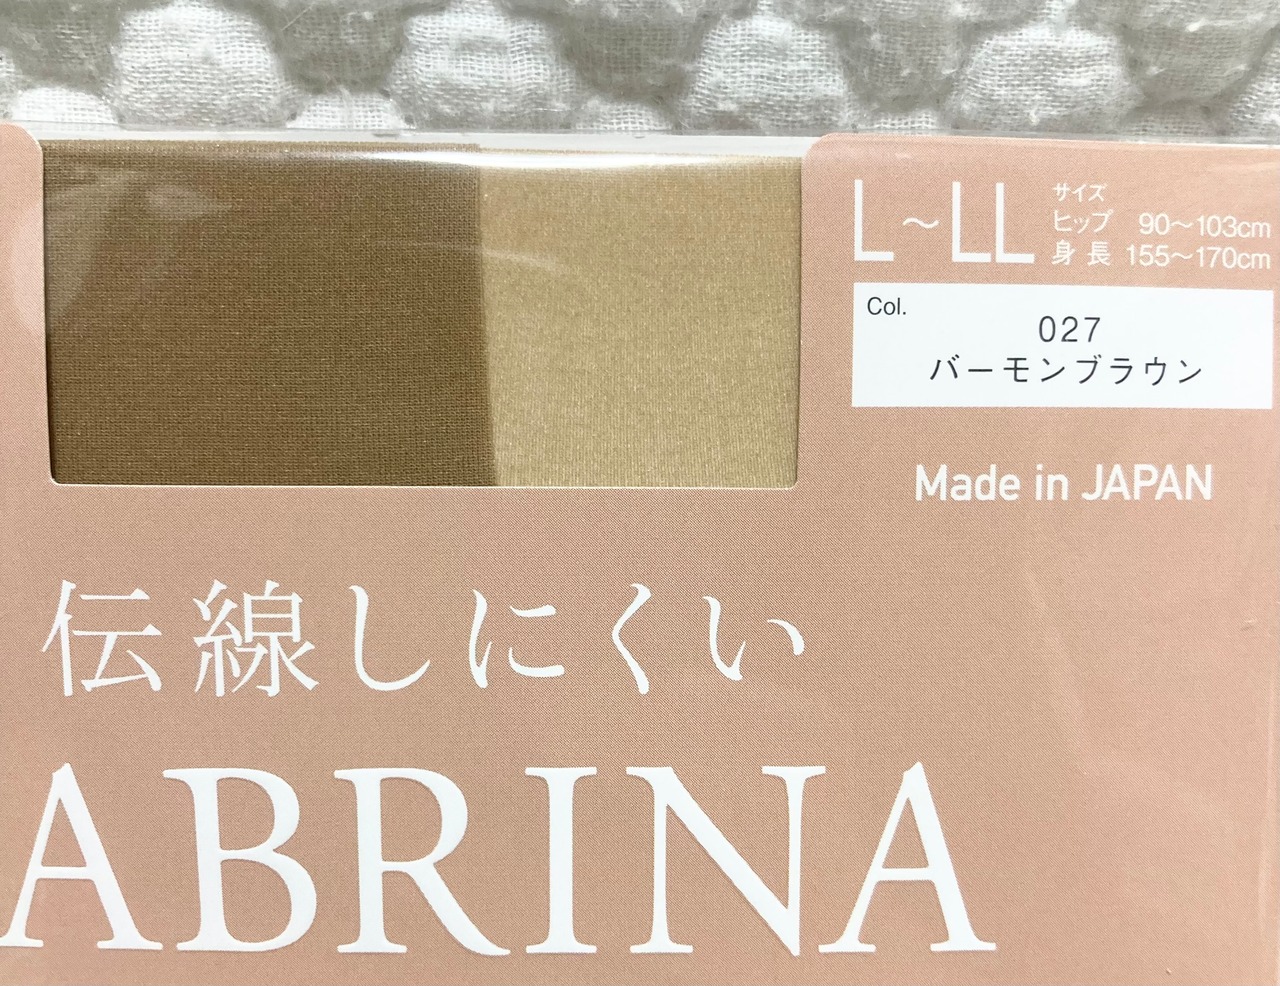 L～LL
サイズ
ヒップ 90～103cm
身長 155～170cm
Col.
027
バーモンブラウン
Made in JAPAN
伝線しにくい
ABRINA